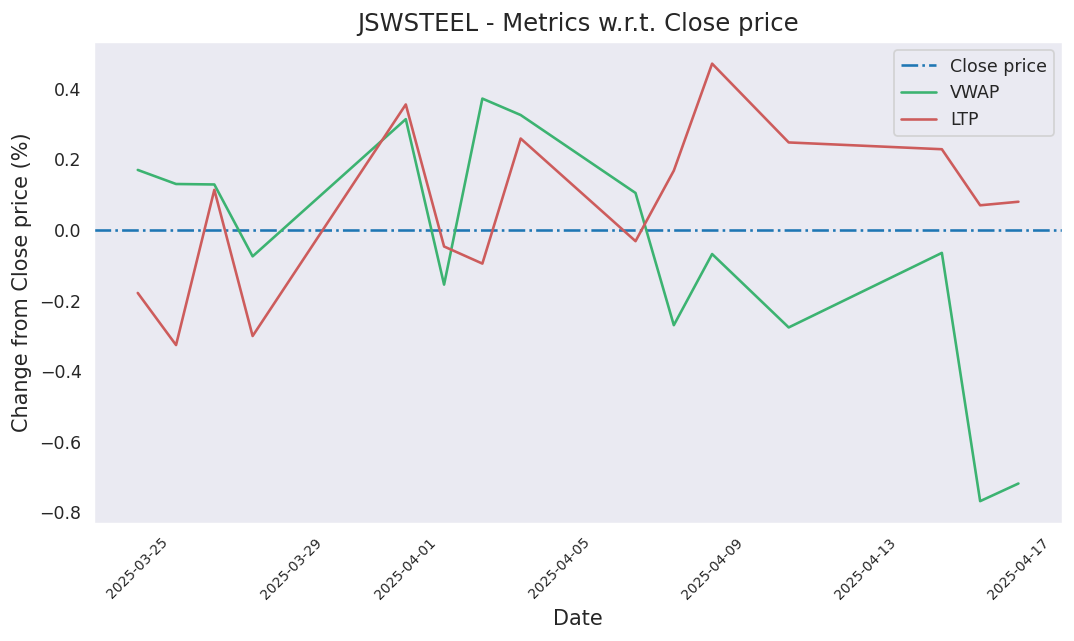 JSWSTEEL - Metrics w.r.t. Close price
Close price
VWAP
LTP
Change from Close price (%)
0.4
0.2
0.0
−0.2
−0.4
−0.6
−0.8
2025-03-25
2025-03-29
2025-04-01
2025-04-05
2025-04-09
2025-04-13
2025-04-17
Date